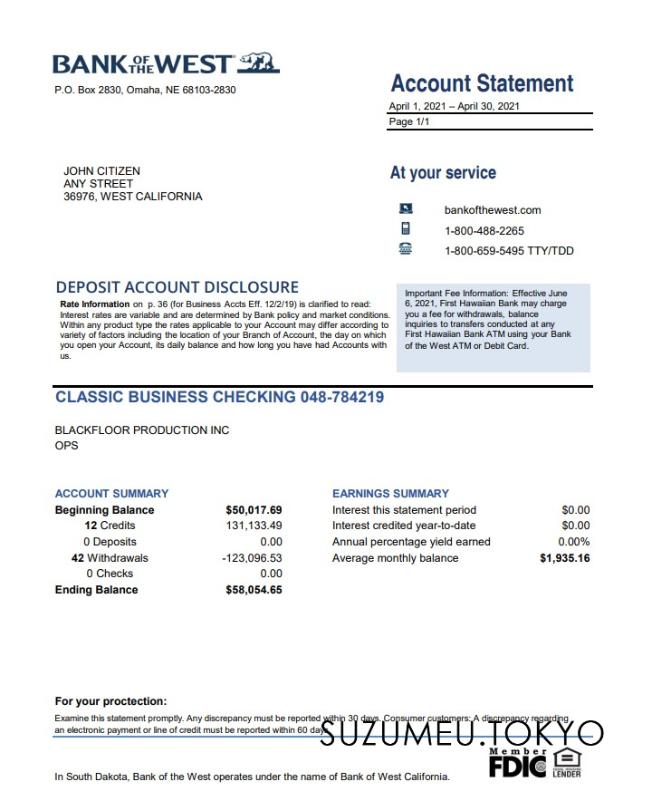 BANK OF THE WEST
P.O. Box 2830, Omaha, NE 68103-2830
Account Statement
April 1, 2021 – April 30, 2021
Page 1/1
JOHN CITIZEN
ANY STREET
36976, WEST CALIFORNIA
At your service
bankofthewest.com
1-800-488-2265
1-800-659-5495 TTY/TDD
DEPOSIT ACCOUNT DISCLOSURE
Rate Information on p. 36 (for Business Accts Eff. 12/2/19) is clarified to read:
Interest rates are variable and are determined by Bank policy and market conditions.
Within any product type the rates applicable to your Account may differ according to
variety of factors including the location of your Branch of Account, the day on which
you open your Account, its daily balance and how long you have had Accounts with
us.
Important Fee Information: Effective June
6, 2021, First Hawaiian Bank may charge
you a fee for withdrawals, balance
inquiries to transfers conducted at any
First Hawaiian Bank ATM using your Bank
of the West ATM or Debit Card.
CLASSIC BUSINESS CHECKING 048-784219
BLACKFLOOR PRODUCTION INC
OPS
ACCOUNT SUMMARY
Beginning Balance $50,017.69
12 Credits 131,133.49
0 Deposits 0.00
42 Withdrawals -123,096.53
0 Checks 0.00
Ending Balance $58,054.65
EARNINGS SUMMARY
Interest this statement period $0.00
Interest credited year-to-date $0.00
Annual percentage yield earned 0.00%
Average monthly balance $1,935.16
For your proctection:
Examine this statement promptly. Any discrepancy must be reported within 30 days. Consumer customers: A discrepancy regarding
an electronic payment or line of credit must be reported within 60 days.
SUZUMEU.TOKYO
Member
FDIC
EQUAL HOUSING
LENDER
In South Dakota, Bank of the West operates under the name of Bank of West California.